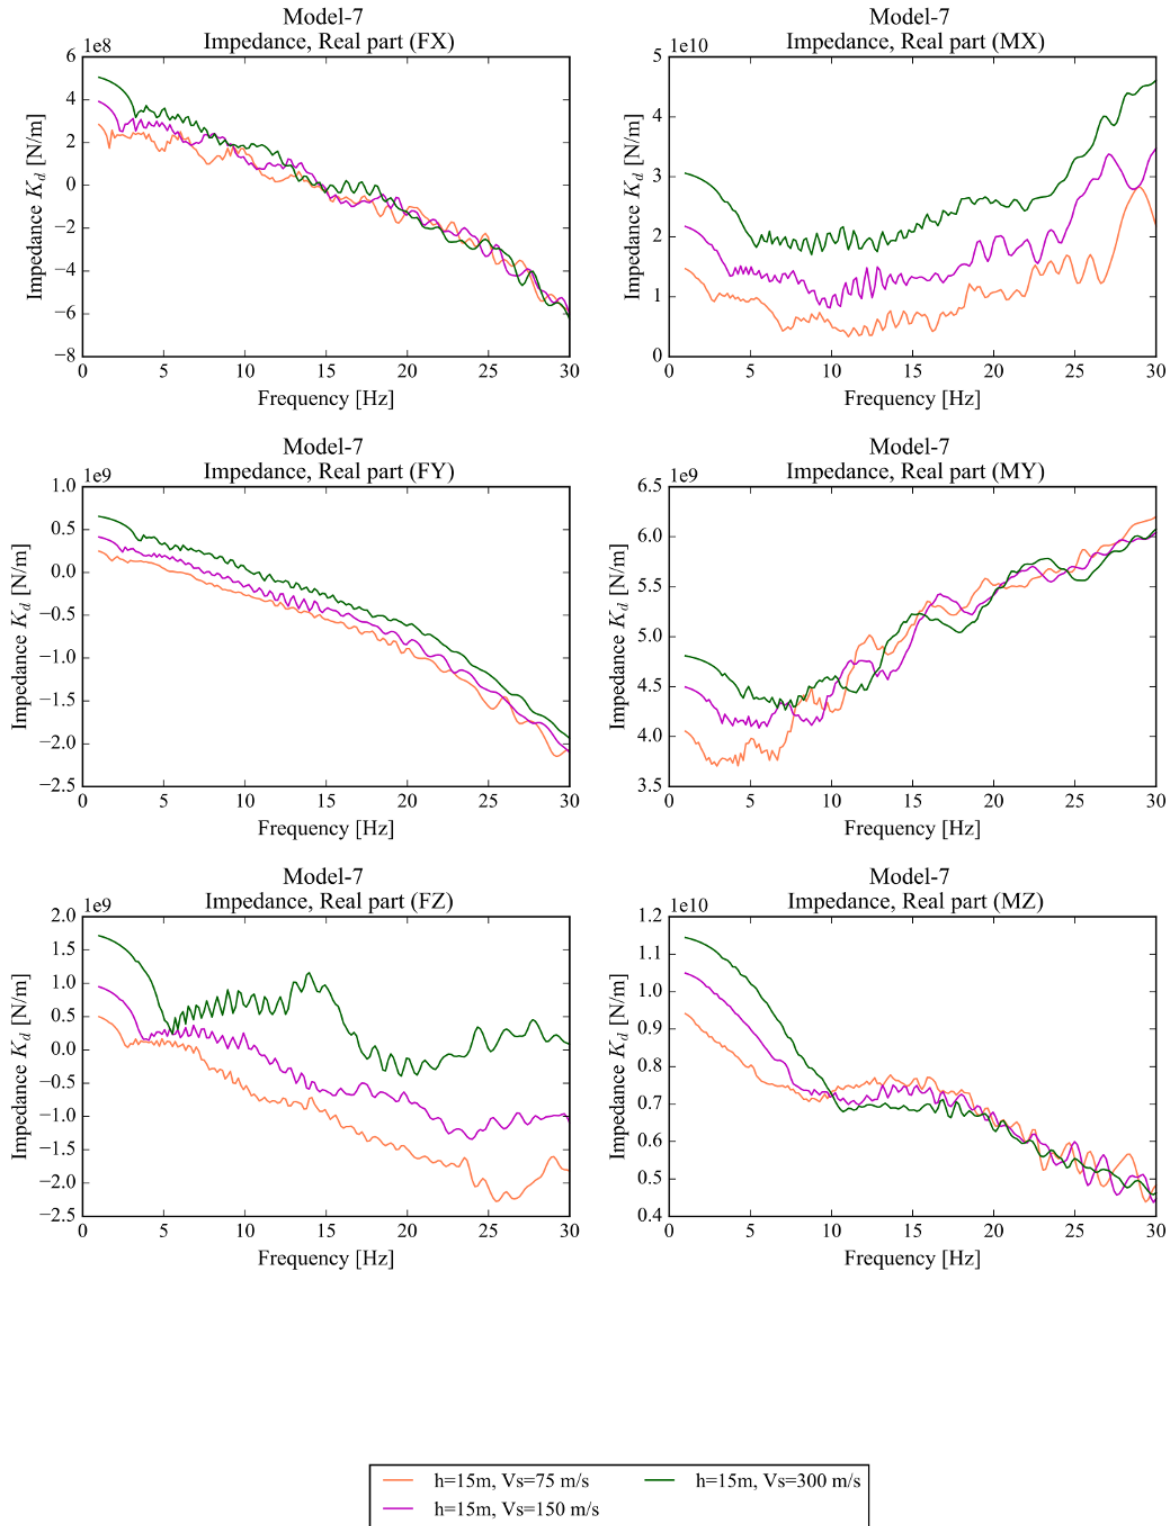 Model-7
Impedance, Real part (FX)
1e8
6
4
2
0
−2
−4
−6
−8
Impedance K_d [N/m]
0 5 10 15 20 25 30
Frequency [Hz]
Model-7
Impedance, Real part (MX)
1e10
5
4
3
2
1
0
Impedance K_d [N/m]
0 5 10 15 20 25 30
Frequency [Hz]
Model-7
Impedance, Real part (FY)
1e9
1.0
0.5
0.0
−0.5
−1.0
−1.5
−2.0
−2.5
Impedance K_d [N/m]
0 5 10 15 20 25 30
Frequency [Hz]
Model-7
Impedance, Real part (MY)
1e9
6.5
6.0
5.5
5.0
4.5
4.0
3.5
Impedance K_d [N/m]
0 5 10 15 20 25 30
Frequency [Hz]
Model-7
Impedance, Real part (FZ)
1e9
2.0
1.5
1.0
0.5
0.0
−0.5
−1.0
−1.5
−2.0
−2.5
Impedance K_d [N/m]
0 5 10 15 20 25 30
Frequency [Hz]
Model-7
Impedance, Real part (MZ)
1e10
1.2
1.1
1.0
0.9
0.8
0.7
0.6
0.5
0.4
Impedance K_d [N/m]
0 5 10 15 20 25 30
Frequency [Hz]
h=15m, Vs=75 m/s
h=15m, Vs=150 m/s
h=15m, Vs=300 m/s